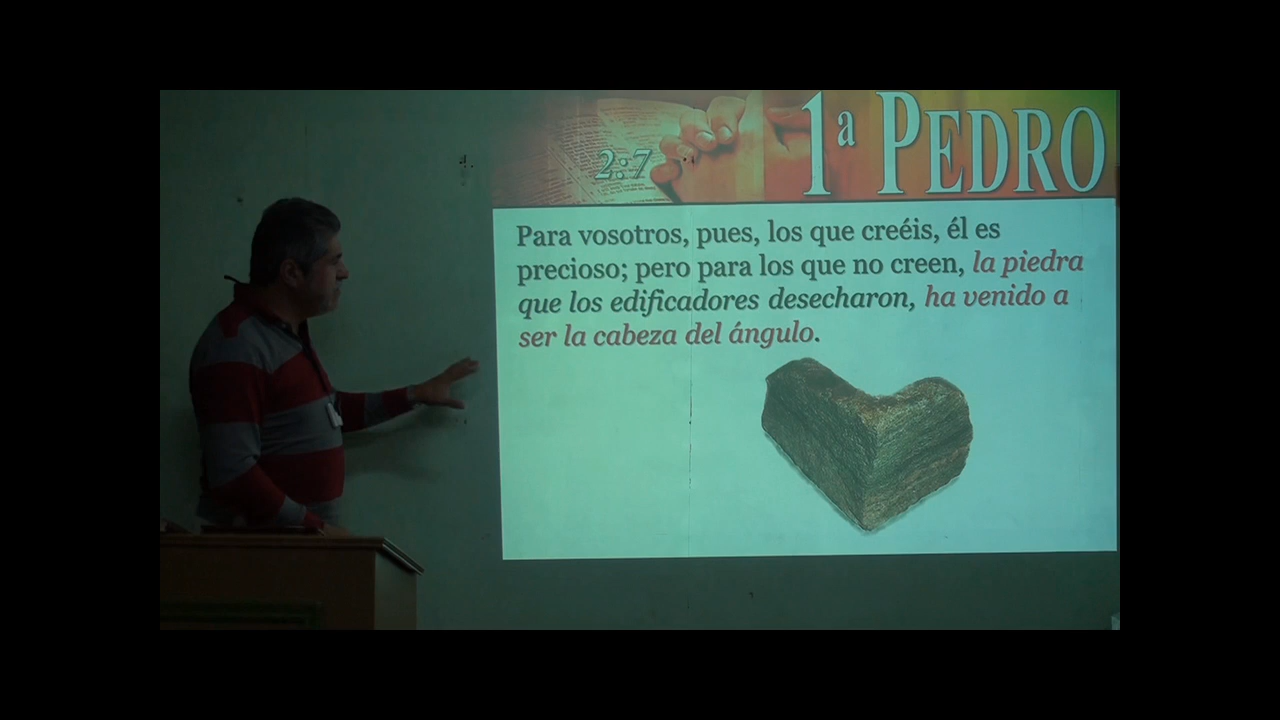 1ª PEDRO
2:7
Para vosotros, pues, los que creéis, él es
precioso; pero para los que no creen, la piedra
que los edificadores desecharon, ha venido a
ser la cabeza del ángulo.